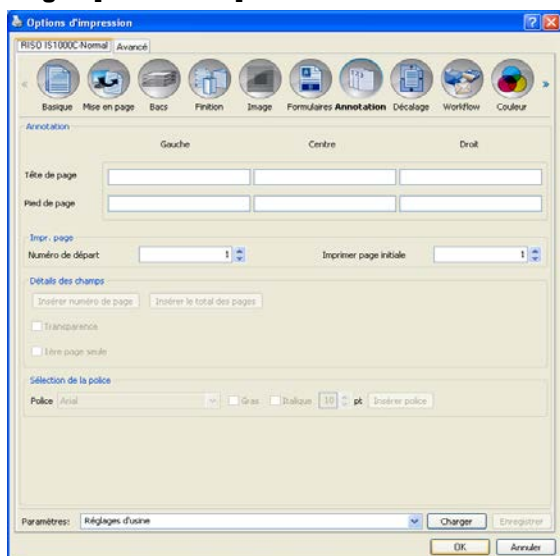 Options d'impression
RISO IS1000C-Normal Avancé
Basique Mise en page Bacs Finition Image Formulaires Annotation Décalage Workflow Couleur
Annotation
Gauche Centre Droit
Tête de page
Pied de page
Impr. page
Numéro de départ 1 Imprimer page initiale 1
Détails des champs
Insérer numéro de page Insérer le total des pages
Transparence
1ère page seule
Sélection de la police
Police Arial Gras Italique 10 pt Insérer police
Paramètres: Réglages d'usine Charger Enregistrer
OK Annuler